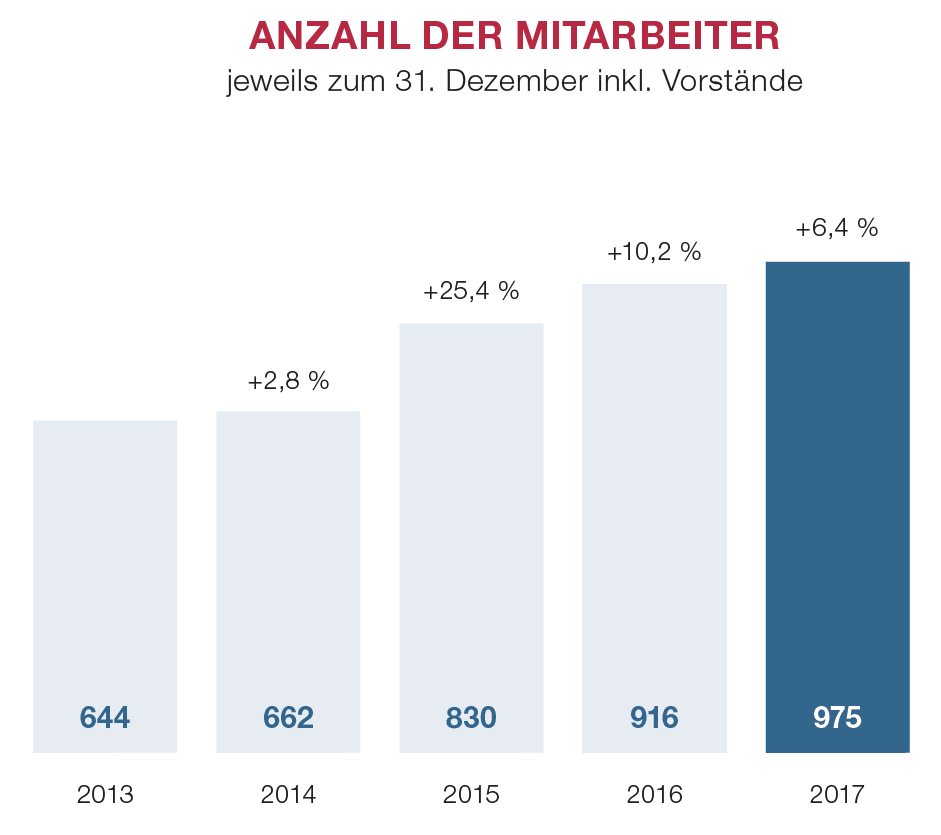 ANZAHL DER MITARBEITER
jeweils zum 31. Dezember inkl. Vorstände
+6,4 %
+10,2 %
+25,4 %
+2,8 %
644 662 830 916 975
2013 2014 2015 2016 2017